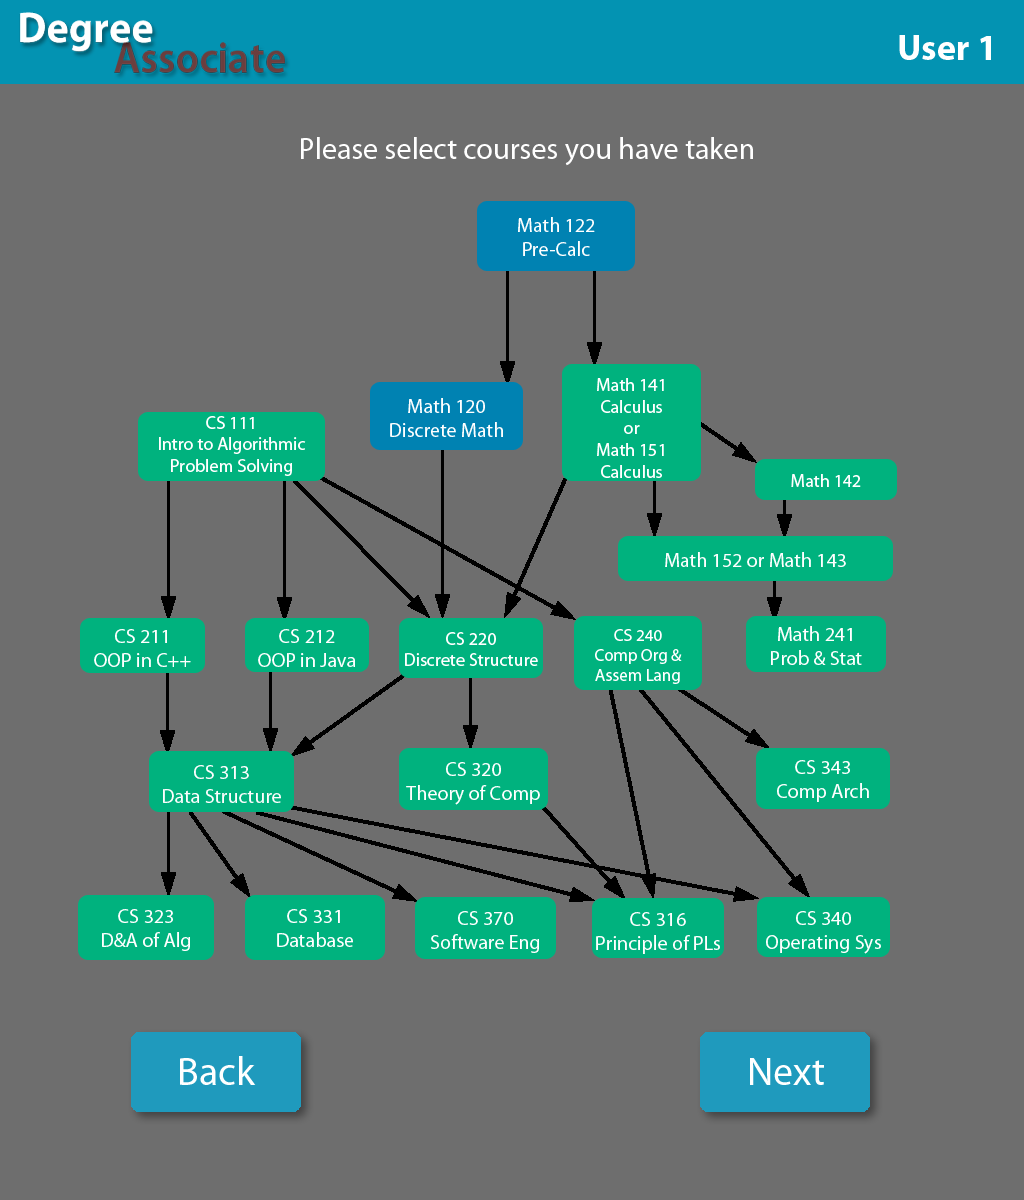 Degree
Associate
User 1
Please select courses you have taken
Math 122
Pre-Calc
Math 120
Discrete Math
Math 141
Calculus
or
Math 151
Calculus
CS 111
Intro to Algorithmic
Problem Solving
Math 142
Math 152 or Math 143
CS 211
OOP in C++
CS 212
OOP in Java
CS 220
Discrete Structure
CS 240
Comp Org &
Assem Lang
Math 241
Prob & Stat
CS 313
Data Structure
CS 320
Theory of Comp
CS 343
Comp Arch
CS 323
D&A of Alg
CS 331
Database
CS 370
Software Eng
CS 316
Principle of PLs
CS 340
Operating Sys
Back
Next